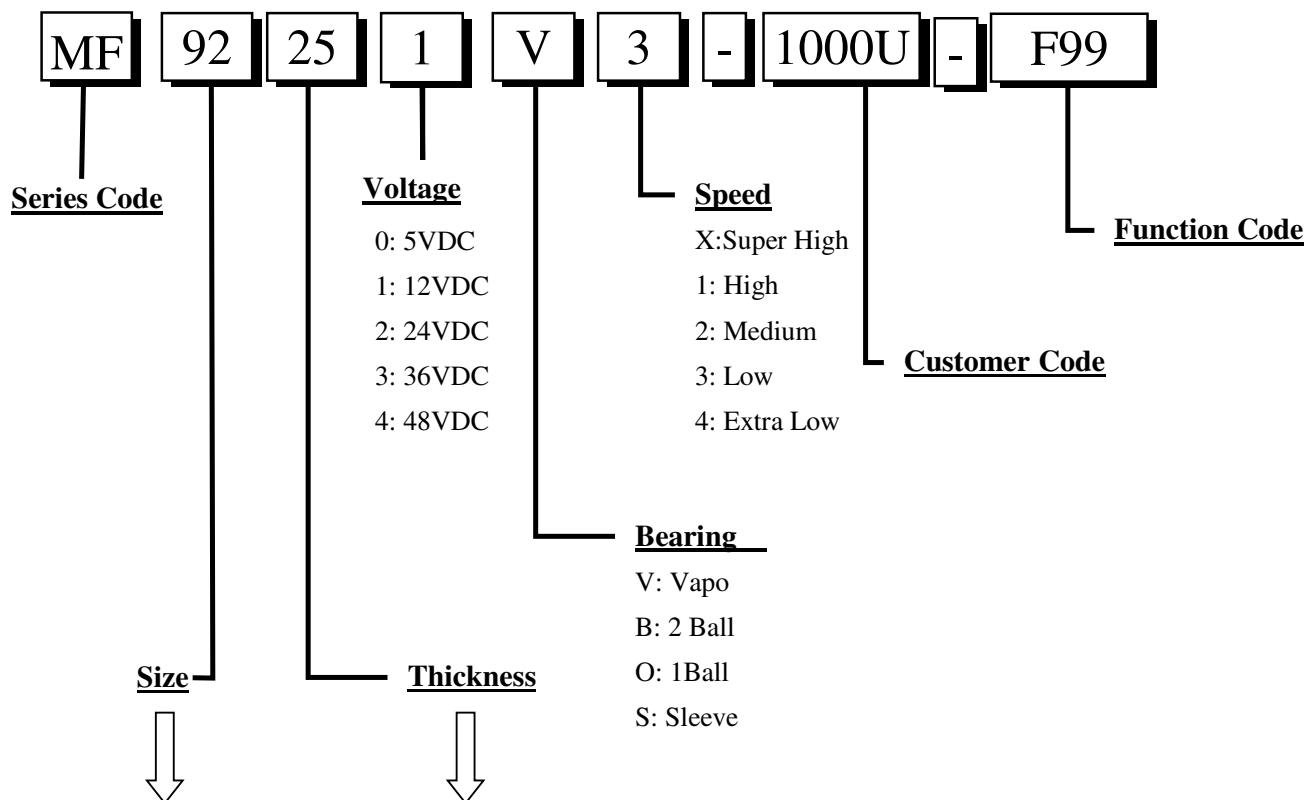 MF 92 25 1 V 3 - 1000U - F99
Series Code
Voltage
0: 5VDC
1: 12VDC
2: 24VDC
3: 36VDC
4: 48VDC
Speed
X:Super High
1: High
2: Medium
3: Low
4: Extra Low
Function Code
Customer Code
Bearing
V: Vapo
B: 2 Ball
O: 1Ball
S: Sleeve
Size
Thickness